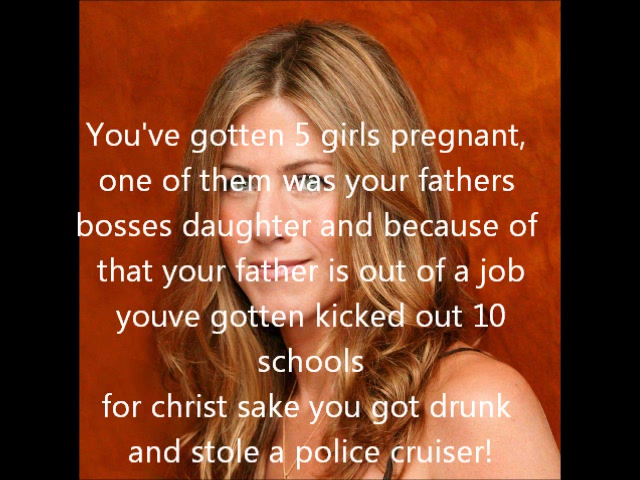 You've gotten 5 girls pregnant,
one of them was your fathers
bosses daughter and because of
that your father is out of a job
youve gotten kicked out 10
schools
for christ sake you got drunk
and stole a police cruiser!